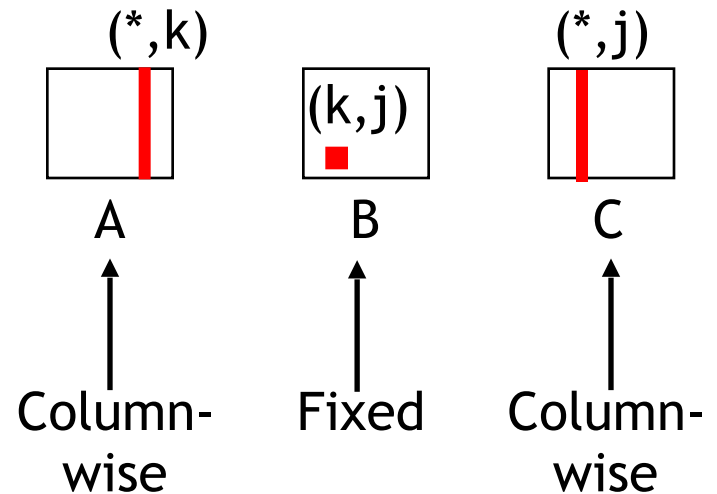 (*,k)
(*,j)
(k,j)
A
B
C
Column-
wise
Fixed
Column-
wise